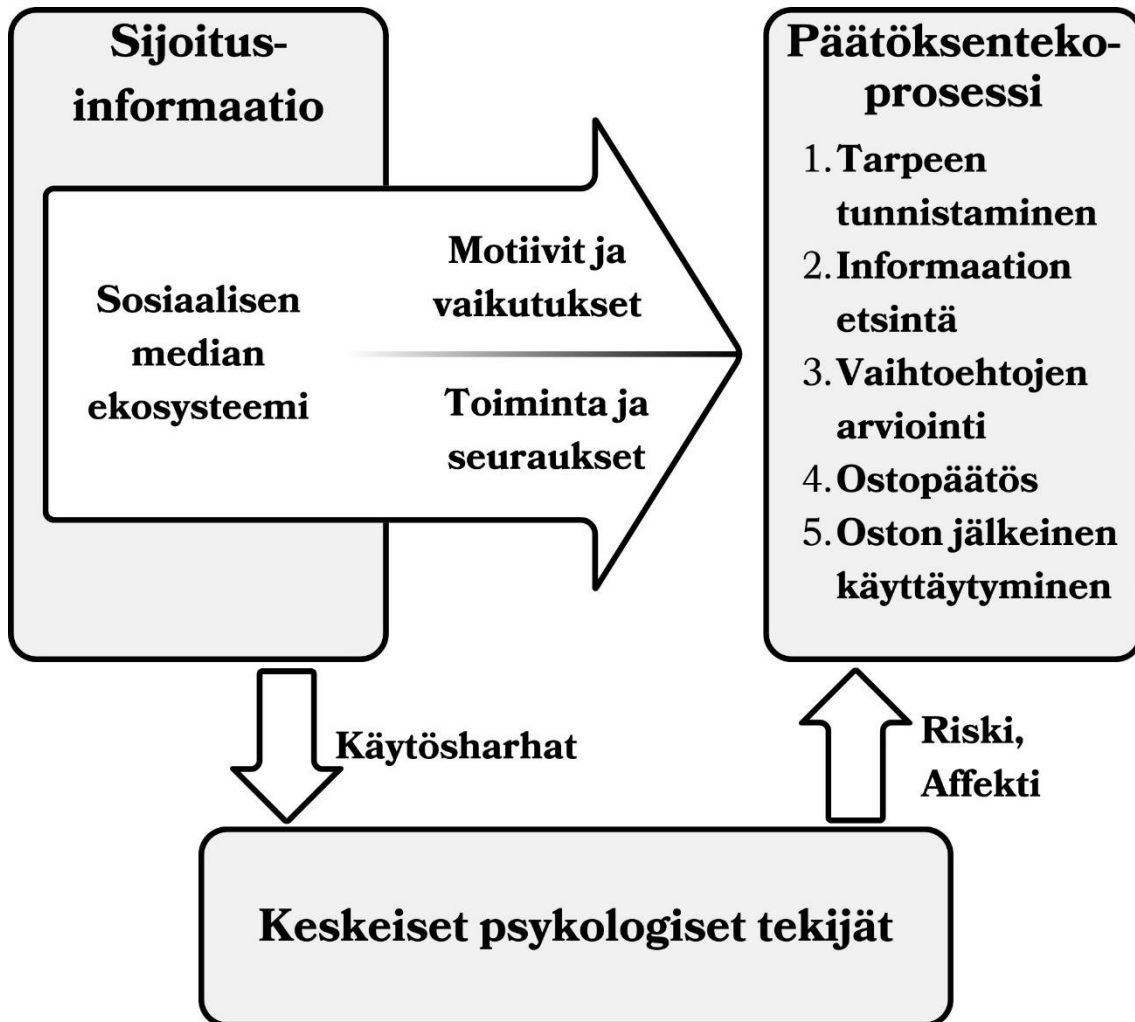 Sijoitus-
informaatio
Sosiaalisen
median
ekosysteemi
Motiivit ja
vaikutukset
Toiminta ja
seuraukset
Päätöksenteko-
prosessi
1. Tarpeen
tunnistaminen
2. Informaation
etsintä
3. Vaihtoehtojen
arviointi
4. Ostopäätös
5. Oston jälkeinen
käyttäytyminen
Käytösharhat
Riski,
Affekti
Keskeiset psykologiset tekijät